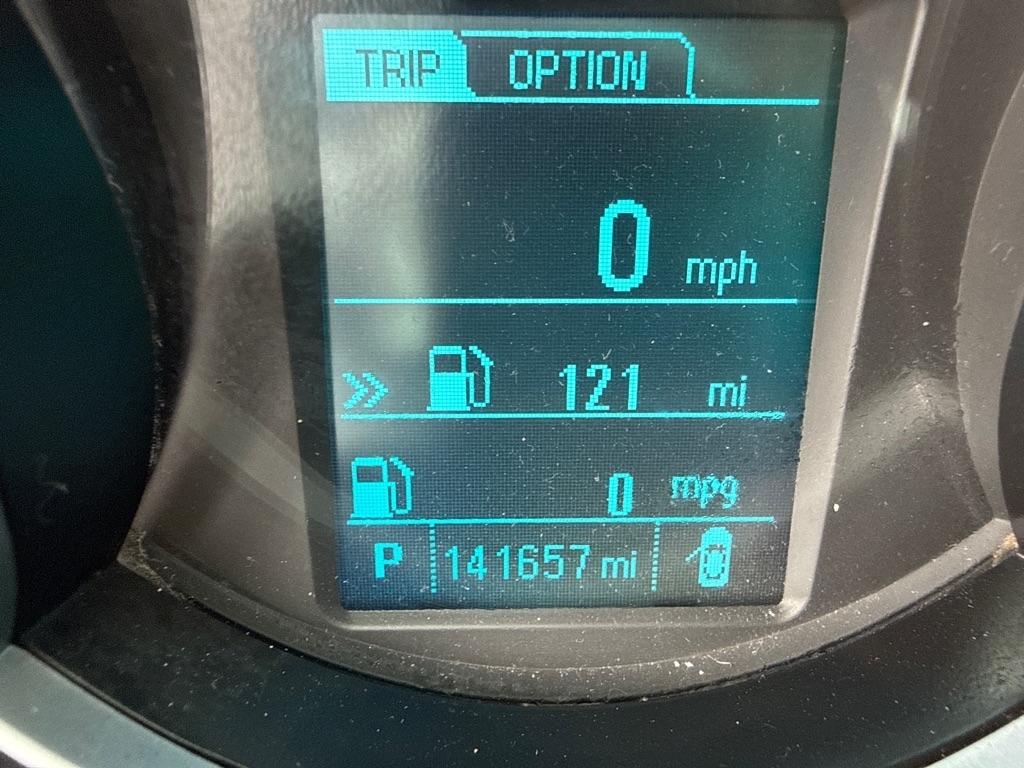 TRIP OPTION
0 mph
121 mi
0 mpg
P 141657 mi